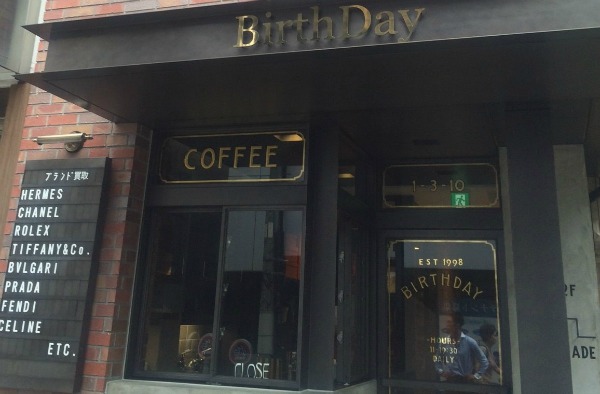 BirthDay
COFFEE
1-3-10
ブランド買取
HERMES
CHANEL
ROLEX
TIFFANY&Co.
BVLGARI
PRADA
FENDI
CELINE
ETC.
EST 1998
BIRTHDAY
HOURS
DAILY
CLOSE
2F
ADE